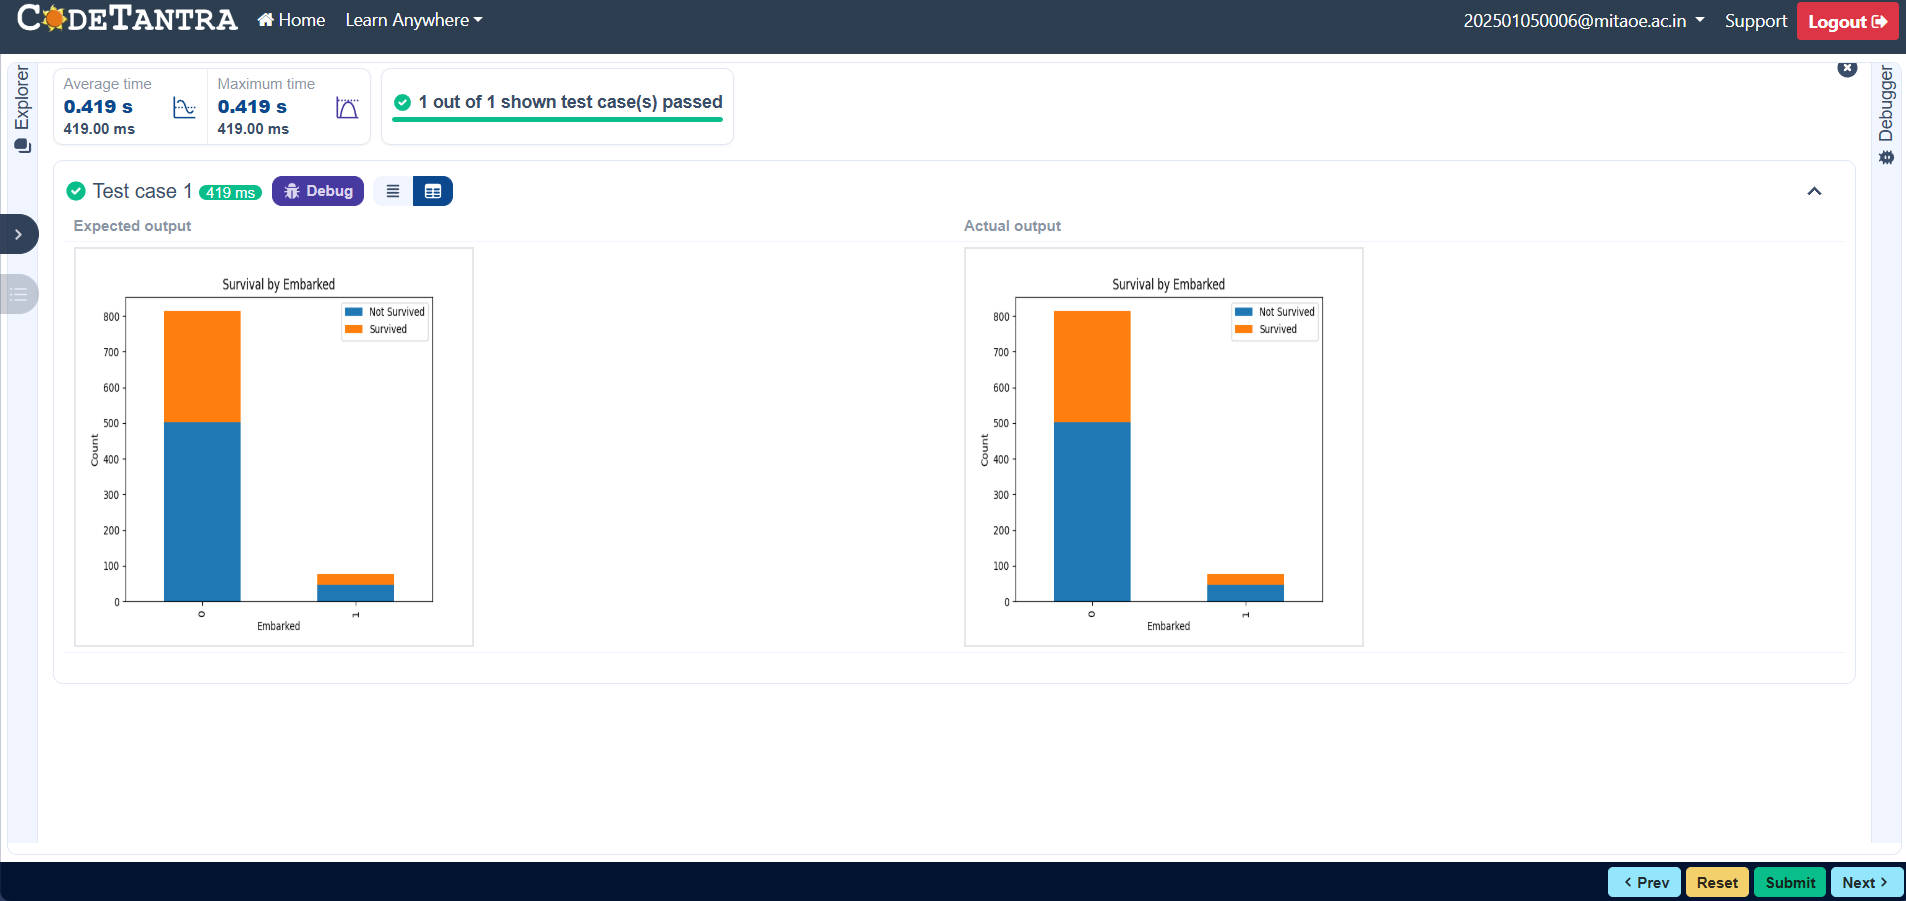 CODETANTRA Home Learn Anywhere 202501050006@mitaoe.ac.in Support Logout
Explorer
Average time
0.419 s
419.00 ms
Maximum time
0.419 s
419.00 ms
1 out of 1 shown test case(s) passed
Debugger
Test case 1 419 ms Debug
Expected output
Survival by Embarked
Not Survived
Survived
800
700
600
500
400
300
200
100
0
Count
0 1
Embarked
Actual output
Survival by Embarked
Not Survived
Survived
800
700
600
500
400
300
200
100
0
Count
0 1
Embarked
Prev Reset Submit Next